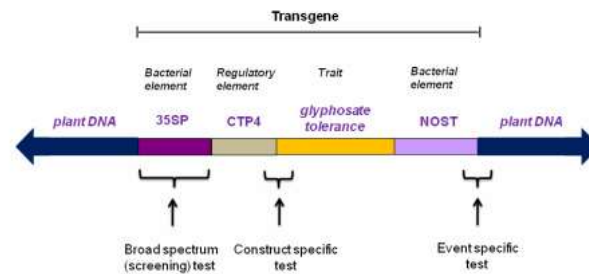 Transgene
Bacterial element
Regulatory element
Trait
Bacterial element
plant DNA
35SP
CTP4
glyphosate tolerance
NOST
plant DNA
Broad spectrum (screening) test
Construct specific test
Event specific test